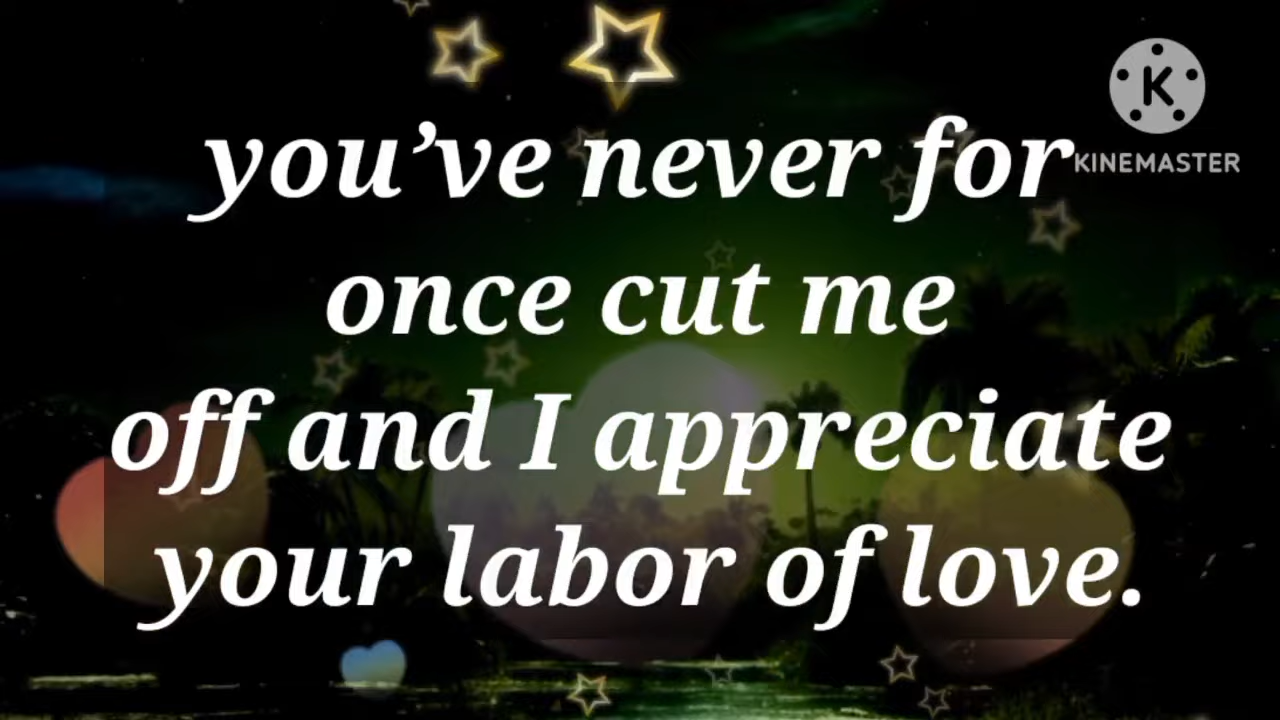 you’ve never for
KINEMASTER
once cut me
off and I appreciate
your labor of love.